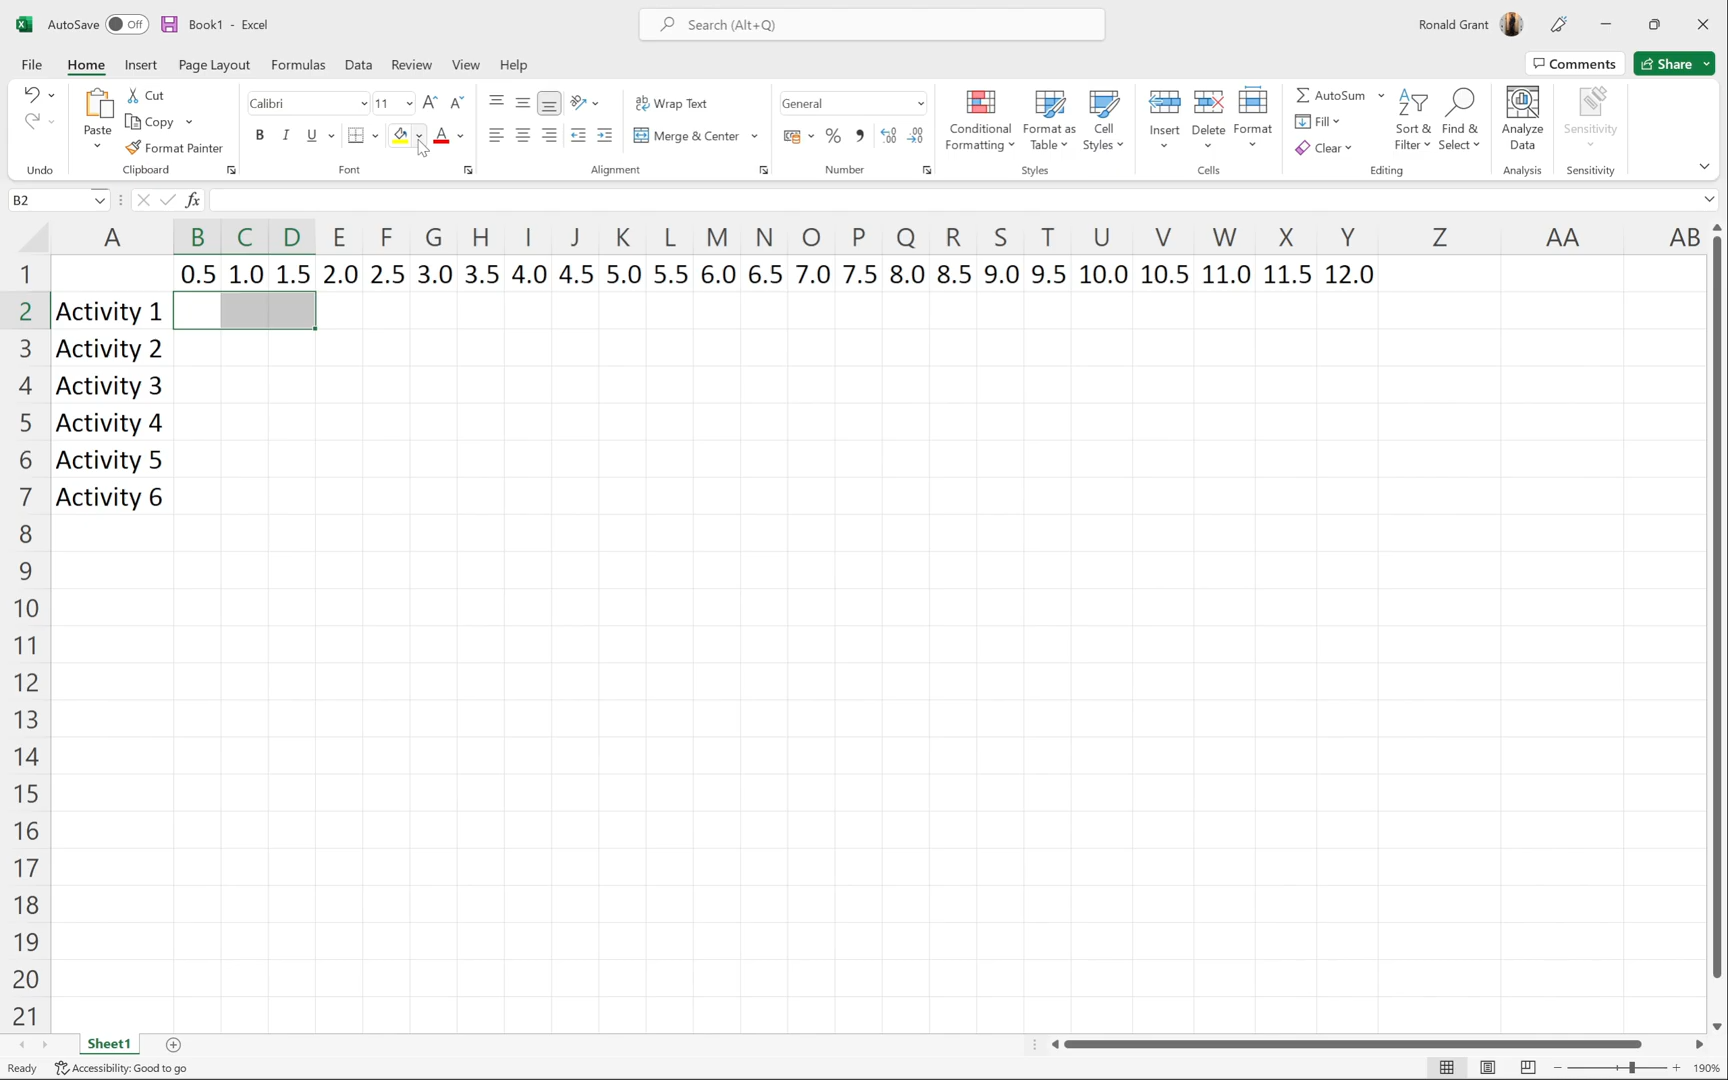 AutoSave Off Book1 - Excel Search (Alt+Q) Ronald Grant
File Home Insert Page Layout Formulas Data Review View Help Comments Share
Paste Cut Copy Format Painter
Calibri 11
B I U A
ab Wrap Text
Merge & Center
General
% ,
Conditional Formatting
Format as Table
Cell Styles
Insert Delete Format
AutoSum Fill Clear
Sort & Filter
Find & Select
Analyze Data
Sensitivity
Undo Clipboard Font Alignment Number Styles Cells Editing Analysis Sensitivity
B2 fx
A B C D E F G H I J K L M N O P Q R S T U V W X Y Z AA AB
1 0.5 1.0 1.5 2.0 2.5 3.0 3.5 4.0 4.5 5.0 5.5 6.0 6.5 7.0 7.5 8.0 8.5 9.0 9.5 10.0 10.5 11.0 11.5 12.0
2 Activity 1
3 Activity 2
4 Activity 3
5 Activity 4
6 Activity 5
7 Activity 6
8
9
10
11
12
13
14
15
16
17
18
19
20
21
Sheet1
Ready Accessibility: Good to go 190%